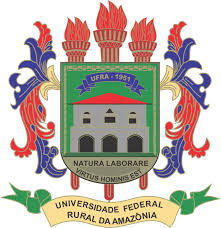 UFRA - 1951
NATURA LABORARE
VIRTUS HOMINIS EST
UNIVERSIDADE FEDERAL
RURAL DA AMAZÔNIA